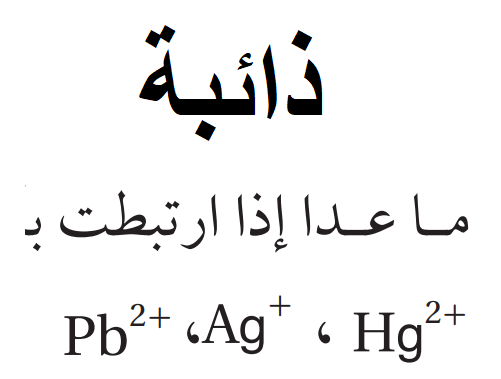 ذائبة
ما عدا إذا ارتبطت بـ
Hg²⁺ ، Ag⁺، Pb²⁺